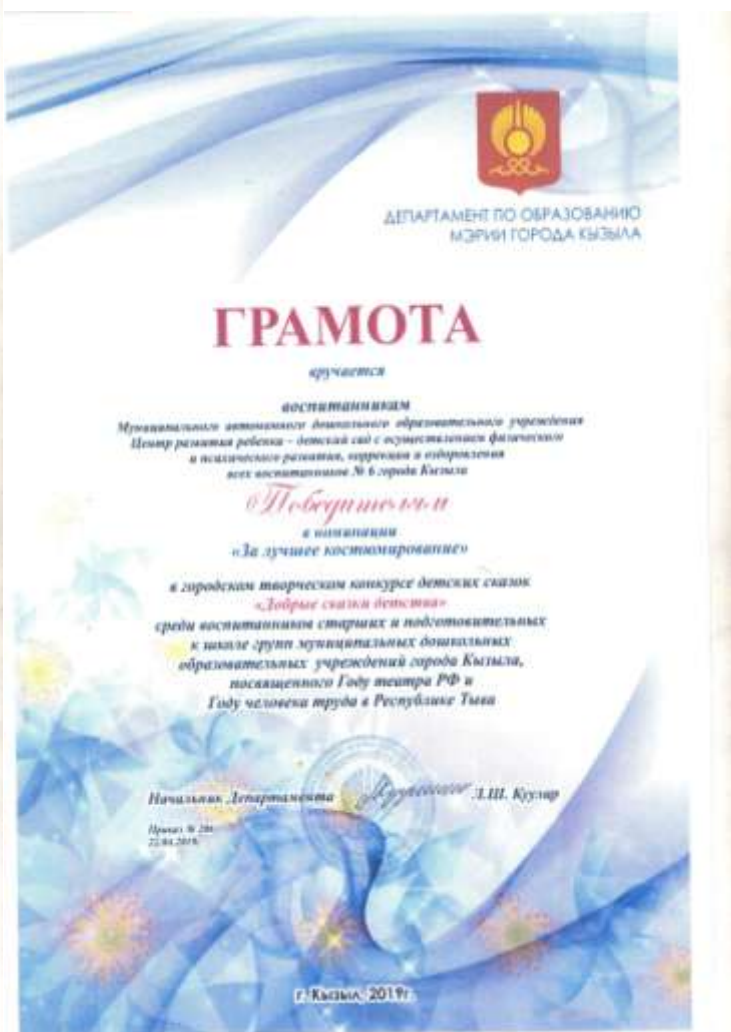 ДЕПАРТАМЕНТ ПО ОБРАЗОВАНИЮ
МЭРИИ ГОРОДА КЫЗЫЛА
ГРАМОТА
вручается
воспитанникам
Муниципального автономного дошкольного образовательного учреждения
Центр развития ребенка – детский сад с осуществлением физического
и психического развития, коррекции и оздоровления
всех воспитанников № 6 города Кызыла
Победителям
в номинации
«За лучшее костюмирование»
в городском творческом конкурсе детских сказок
«Добрые сказки детства»
среди воспитанников старших и подготовительных
к школе групп муниципальных дошкольных
образовательных учреждений города Кызыла,
посвященного Году театра РФ и
Году человека труда в Республике Тыва
Начальник Департамента Л.Ш. Куулар
Приказ №
г. Кызыл, 2019г.